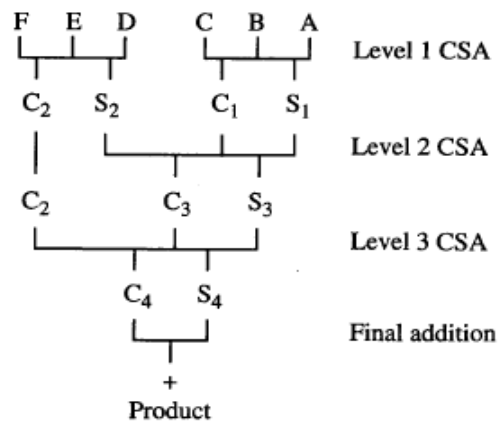 F E D C B A
Level 1 CSA
C₂ S₂ C₁ S₁
Level 2 CSA
C₂ C₃ S₃
Level 3 CSA
C₄ S₄
Final addition
+
Product